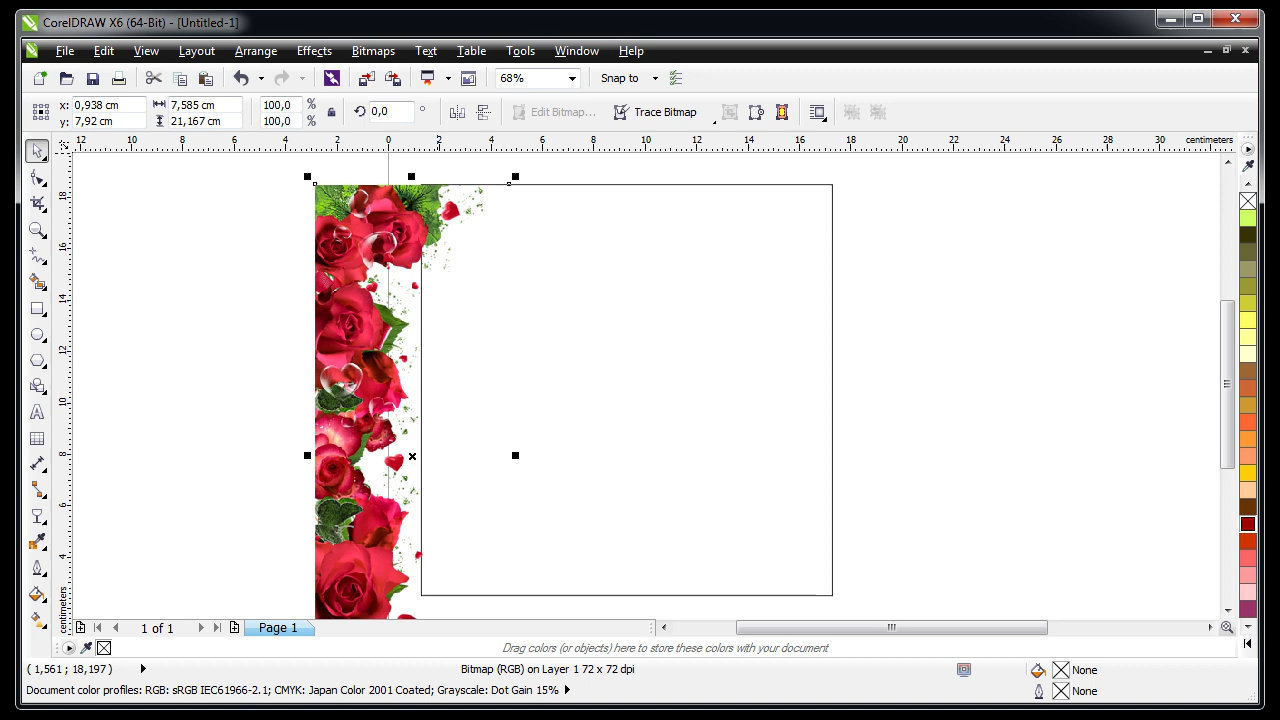 CorelDRAW X6 (64-Bit) - [Untitled-1]
File Edit View Layout Arrange Effects Bitmaps Text Table Tools Window Help
68% Snap to
x: 0,938 cm 7,585 cm 100,0 %
y: 7,92 cm 21,167 cm 100,0 %
0,0 °
Edit Bitmap... Trace Bitmap
12 6 4 2 0 2 4 6 8 10 12 14 16 18 20 22 24 26 28 30 centimeters
18
16
14
12
10
8
6
4
centimeters
1 of 1 Page 1
Drag colors (or objects) here to store these colors with your document
( 1,561 ; 18,197 ) Bitmap (RGB) on Layer 1 72 x 72 dpi None
Document color profiles: RGB: sRGB IEC61966-2.1; CMYK: Japan Color 2001 Coated; Grayscale: Dot Gain 15% None